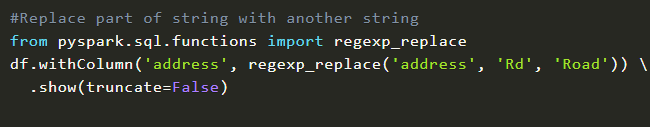 #Replace part of string with another string
from pyspark.sql.functions import regexp_replace
df.withColumn('address', regexp_replace('address', 'Rd', 'Road')) \
  .show(truncate=False)